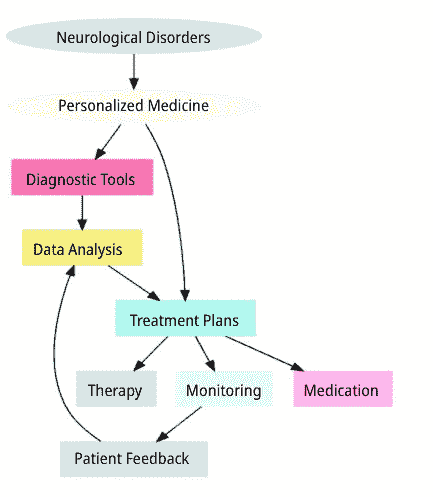 Neurological Disorders
Personalized Medicine
Diagnostic Tools
Data Analysis
Treatment Plans
Therapy
Monitoring
Medication
Patient Feedback